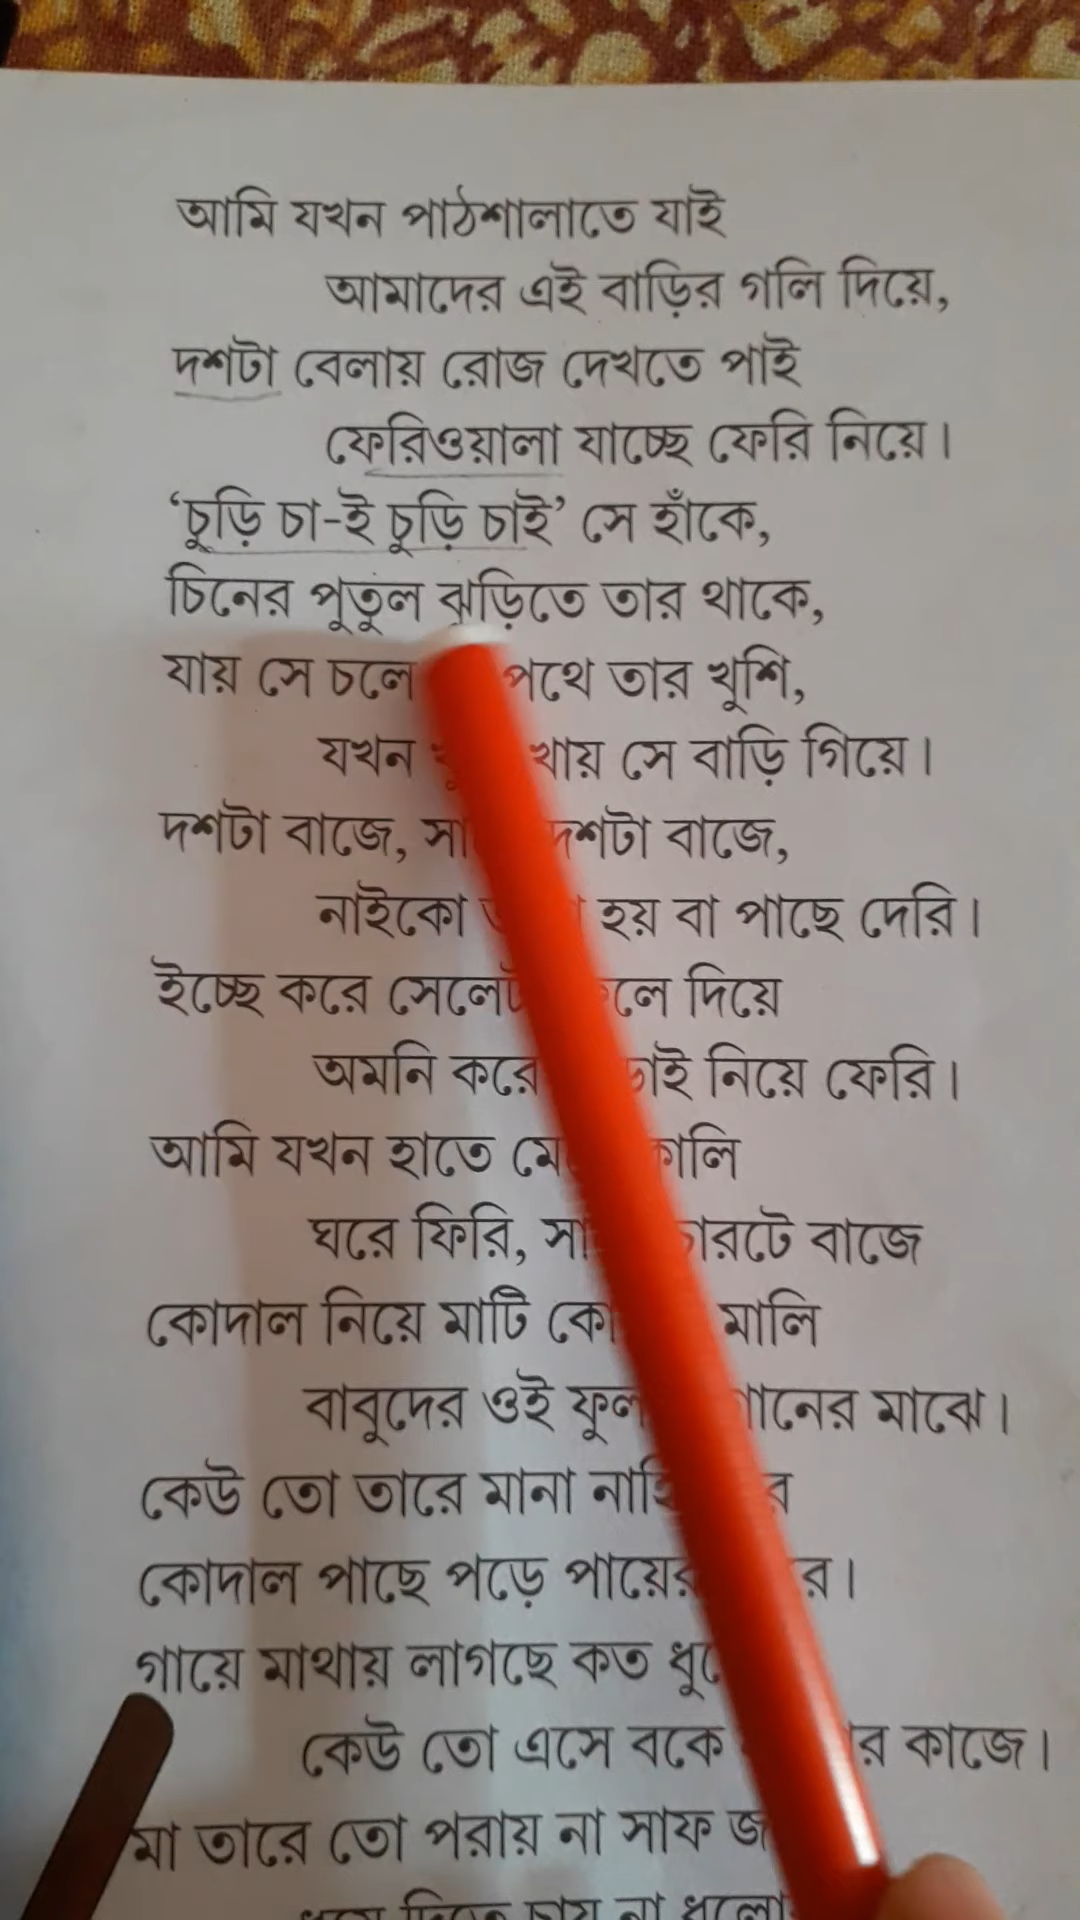 আমি যখন পাঠশালাতে যাই
আমাদের এই বাড়ির গলি দিয়ে,
দশটা বেলায় রোজ দেখতে পাই
ফেরিওয়ালা যাচ্ছে ফেরি নিয়ে।
‘চুড়ি চা-ই চুড়ি চাই’ সে হাঁকে,
চিনের পুতুল ঝুড়িতে তার থাকে,
যায় সে চলে পথে তার খুশি,
যখন খায় সে বাড়ি গিয়ে।
দশটা বাজে, দশটা বাজে,
নাইকো হয় বা পাছে দেরি।
ইচ্ছে করে দিয়ে
অমনি করে নিয়ে ফেরি।
আমি যখন হাতে কালি
ঘরে ফিরি, বাজে
কোদাল নিয়ে মাটি মালি
বাবুদের ওই মাঝে।
কেউ তো তারে মানা
কোদাল পাছে পড়ে পায়ের
গায়ে মাথায় লাগছে কত
কেউ তো এসে বকে কাজে।
মা তারে তো পরায় না সাফ